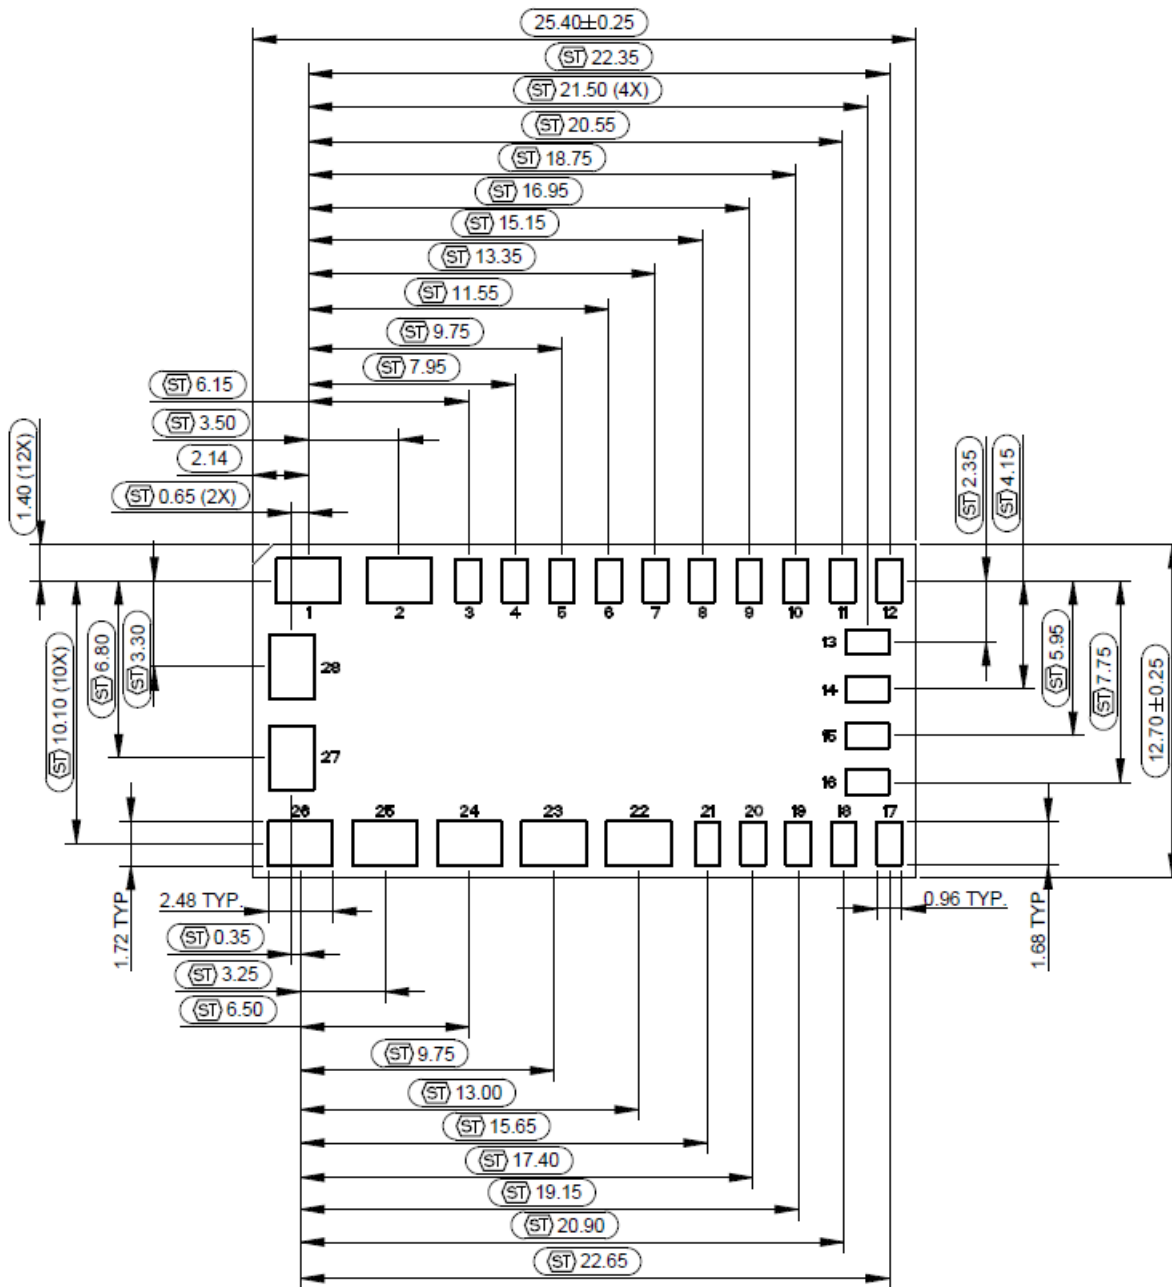 25.40±0.25
ST 22.35
ST 21.50 (4X)
ST 20.55
ST 18.75
ST 16.95
ST 15.15
ST 13.35
ST 11.55
ST 9.75
ST 7.95
ST 6.15
ST 3.50
2.14
ST 0.65 (2X)
1.40 (12X)
ST 2.35
ST 4.15
1 2 3 4 5 6 7 8 9 10 11 12
13
28
14
15
27
16
ST 10.10 (10X)
ST 6.80
ST 3.30
ST 5.95
ST 7.75
12.70 ±0.25
26 25 24 23 22 21 20 19 18 17
1.72 TYP.
2.48 TYP.
0.96 TYP.
1.68 TYP.
ST 0.35
ST 3.25
ST 6.50
ST 9.75
ST 13.00
ST 15.65
ST 17.40
ST 19.15
ST 20.90
ST 22.65